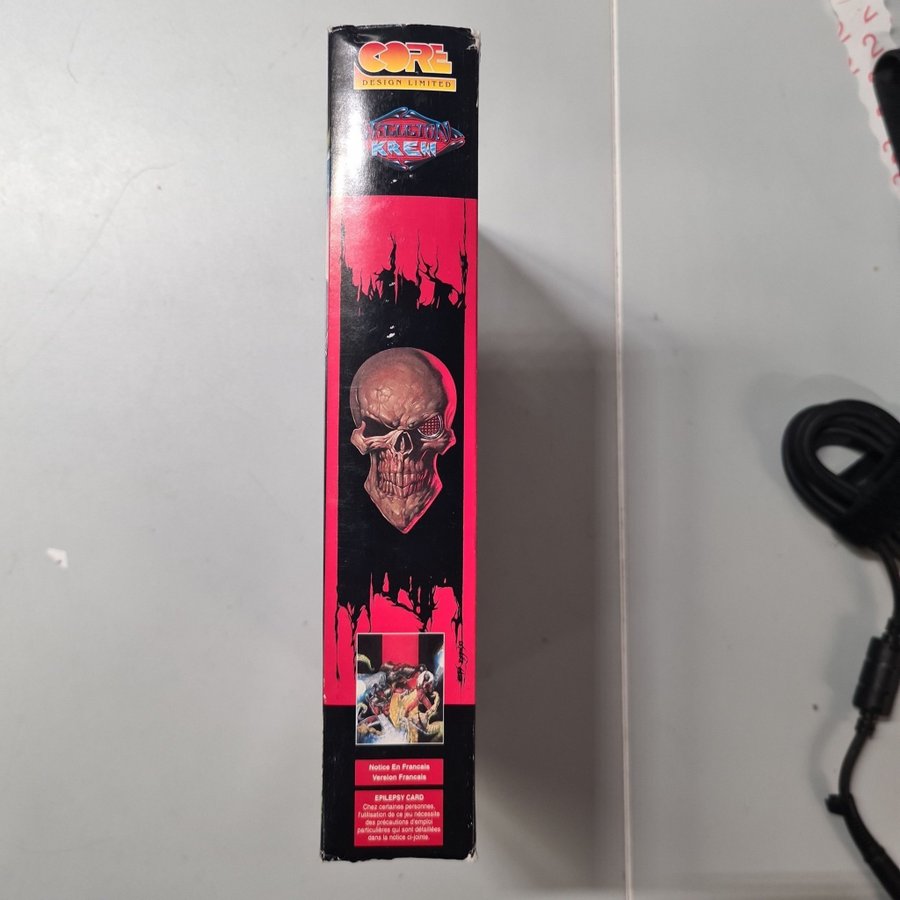 CORE
DESIGN LIMITED
SKELETON
KREW
Notice En Francais
Version Francais
EPILEPSY CARD
Chez certaines personnes,
l'utilisation de ce jeu nécessite
des précautions d'emploi
particulières qui sont détaillées
dans la notice ci-jointe.